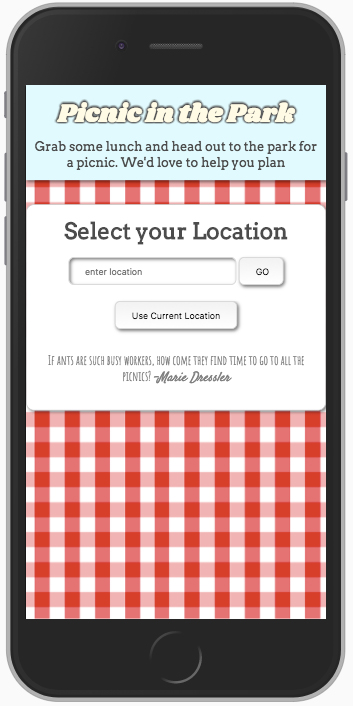 Picnic in the Park
Grab some lunch and head out to the park for
a picnic. We'd love to help you plan
Select your Location
enter location
GO
Use Current Location
If ants are such busy workers, how come they find time to go to all the
picnics? -Marie Dressler